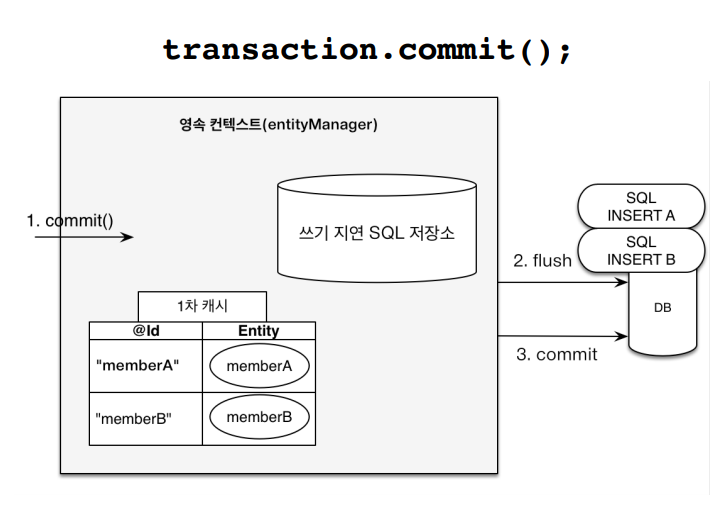 transaction.commit();
영속 컨텍스트(entityManager)
SQL
INSERT A
1. commit()
쓰기 지연 SQL 저장소
SQL
INSERT B
2. flush
1차 캐시
DB
@Id Entity
3. commit
"memberA" memberA
"memberB" memberB